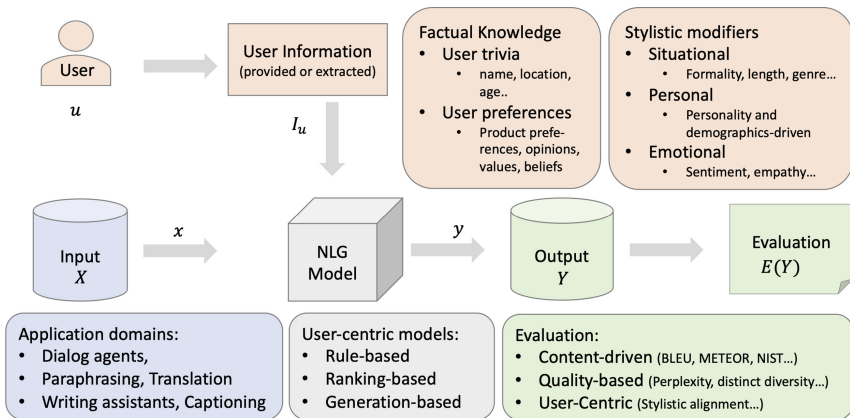 User
u
User Information
(provided or extracted)
I_u
Factual Knowledge
• User trivia
• name, location,
age..
• User preferences
• Product prefe-
rences, opinions,
values, beliefs
Stylistic modifiers
• Situational
• Formality, length, genre…
• Personal
• Personality and
demographics-driven
• Emotional
• Sentiment, empathy…
Input
X
x
NLG
Model
y
Output
Y
Evaluation
E(Y)
Application domains:
• Dialog agents,
• Paraphrasing, Translation
• Writing assistants, Captioning
User-centric models:
• Rule-based
• Ranking-based
• Generation-based
Evaluation:
• Content-driven (BLEU, METEOR, NIST…)
• Quality-based (Perplexity, distinct diversity…)
• User-Centric (Stylistic alignment…)